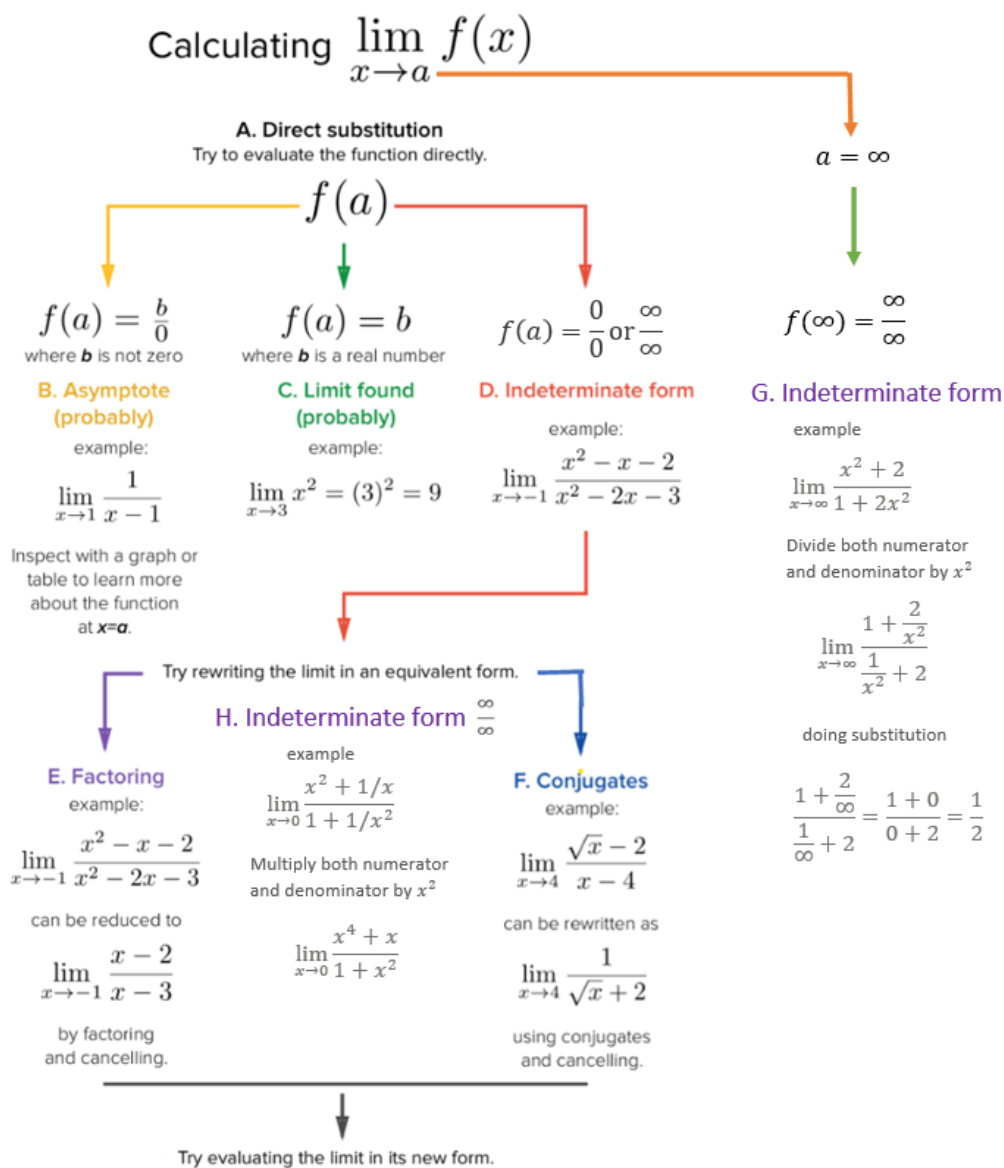 Calculating lim f(x)
x→a
A. Direct substitution
Try to evaluate the function directly.
f(a)
a = ∞
f(a) = b/0
where b is not zero
B. Asymptote
(probably)
example:
lim x→1 1/(x − 1)
Inspect with a graph or
table to learn more
about the function
at x=a.
f(a) = b
where b is a real number
C. Limit found
(probably)
example:
lim x→3 x² = (3)² = 9
f(a) = 0/0 or ∞/∞
D. Indeterminate form
example:
lim x→−1 (x² − x − 2)/(x² − 2x − 3)
f(∞) = ∞/∞
G. Indeterminate form
example
lim x→∞ (x² + 2)/(1 + 2x²)
Divide both numerator
and denominator by x²
lim x→∞ (1 + 2/x²)/(1/x² + 2)
doing substitution
(1 + 2/∞)/(1/∞ + 2) = (1 + 0)/(0 + 2) = 1/2
Try rewriting the limit in an equivalent form.
E. Factoring
example:
lim x→−1 (x² − x − 2)/(x² − 2x − 3)
can be reduced to
lim x→−1 (x − 2)/(x − 3)
by factoring
and cancelling.
H. Indeterminate form ∞/∞
example
lim x→0 (x² + 1/x)/(1 + 1/x²)
Multiply both numerator
and denominator by x²
lim x→0 (x⁴ + x)/(1 + x²)
F. Conjugates
example:
lim x→4 (√x − 2)/(x − 4)
can be rewritten as
lim x→4 1/(√x + 2)
using conjugates
and cancelling.
Try evaluating the limit in its new form.